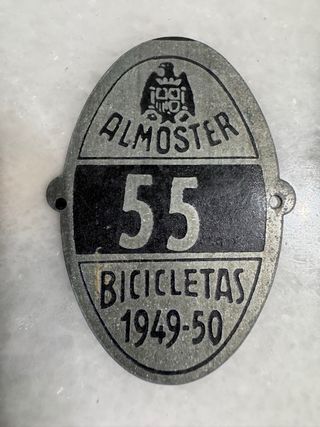 ALMOSTER
55
BICICLETAS
1949-50